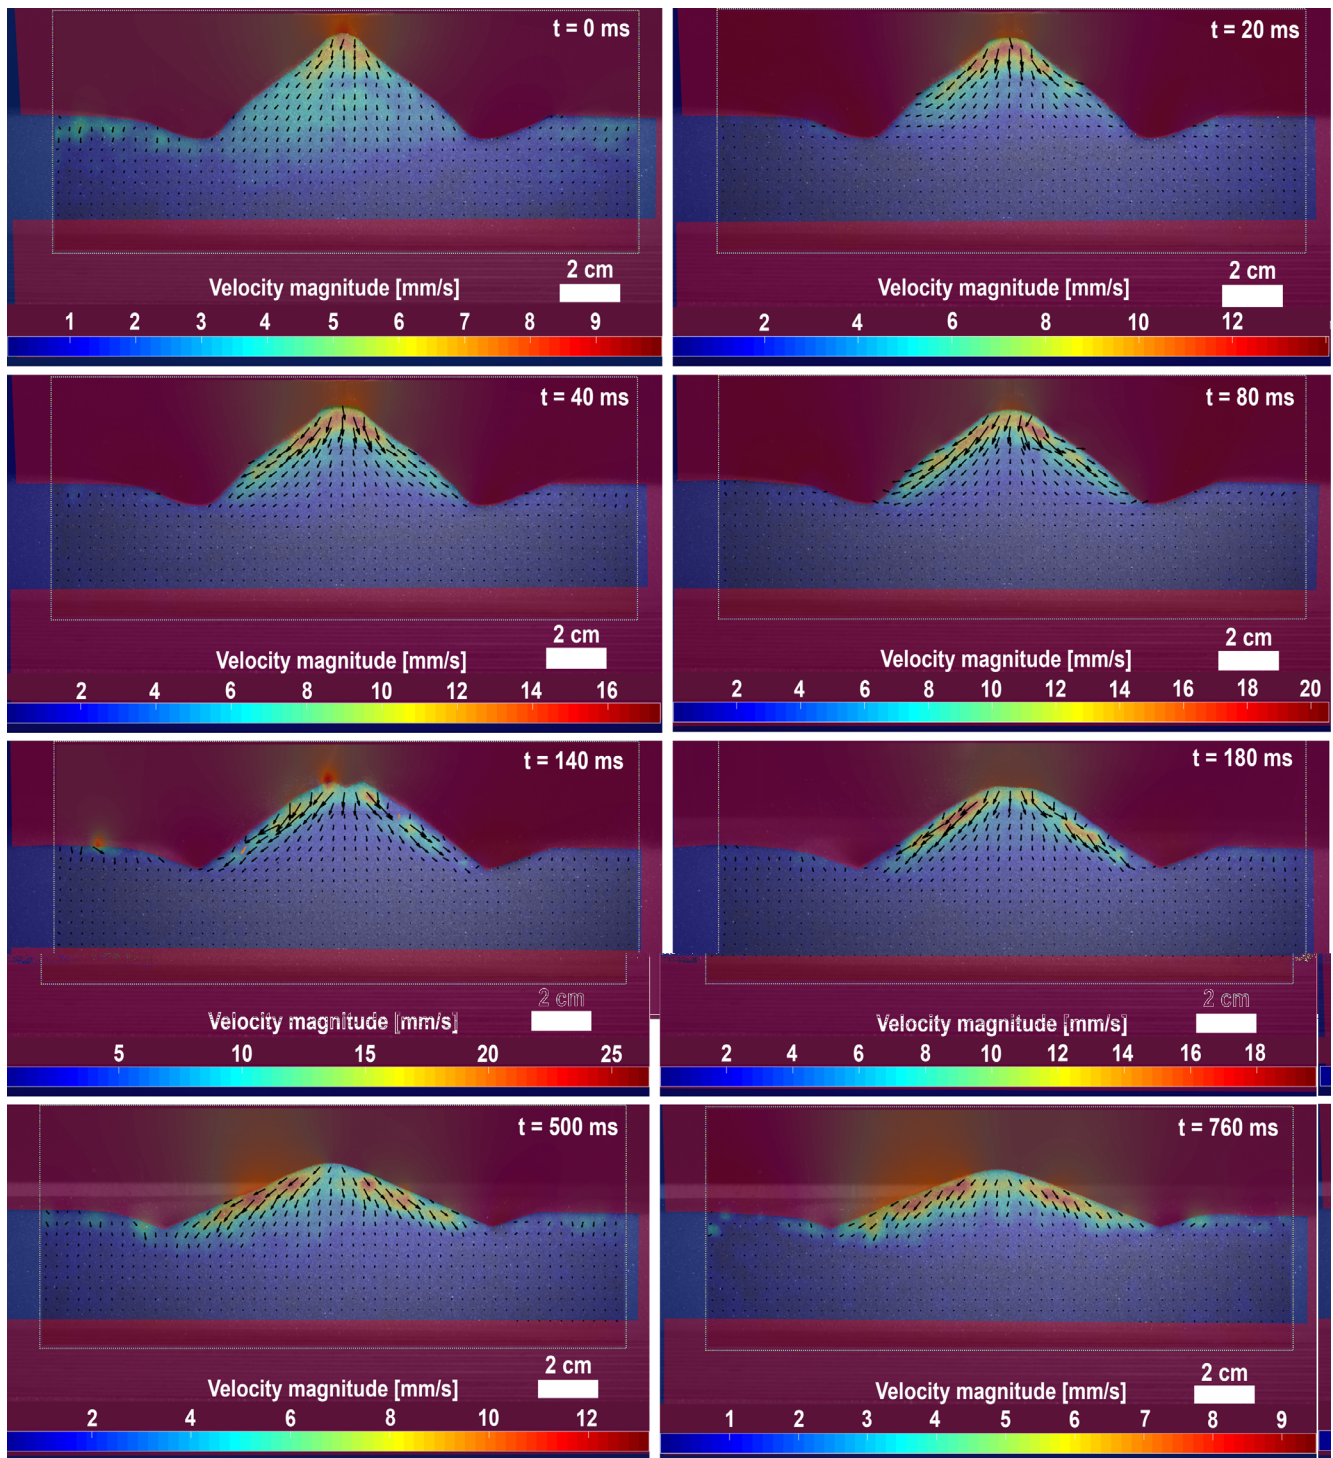 t = 0 ms
2 cm
Velocity magnitude [mm/s]
1 2 3 4 5 6 7 8 9
t = 20 ms
2 cm
Velocity magnitude [mm/s]
2 4 6 8 10 12
t = 40 ms
2 cm
Velocity magnitude [mm/s]
2 4 6 8 10 12 14 16
t = 80 ms
2 cm
Velocity magnitude [mm/s]
2 4 6 8 10 12 14 16 18 20
t = 140 ms
2 cm
Velocity magnitude [mm/s]
5 10 15 20 25
t = 180 ms
2 cm
Velocity magnitude [mm/s]
2 4 6 8 10 12 14 16 18
t = 500 ms
2 cm
Velocity magnitude [mm/s]
2 4 6 8 10 12
t = 760 ms
2 cm
Velocity magnitude [mm/s]
1 2 3 4 5 6 7 8 9